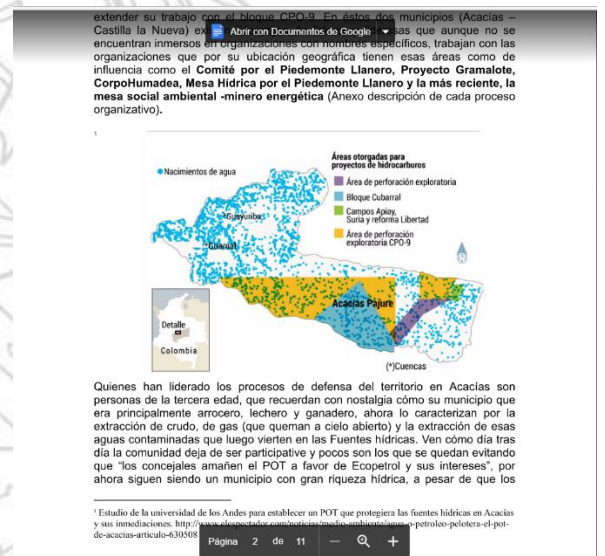 extender su trabajo con el bloque CPO-9. En éstos dos municipios (Acacías –
Abrir con Documentos de Google
Castilla la Nueva) sas que aunque no se
encuentran inmersos en organizaciones con nombres específicos, trabajan con las
organizaciones que por su ubicación geográfica tienen esas áreas como de
influencia como el Comité por el Piedemonte Llanero, Proyecto Gramalote,
CorpoHumadea, Mesa Hídrica por el Piedemonte Llanero y la más reciente, la
mesa social ambiental -minero energética (Anexo descripción de cada proceso
organizativo).
1
Nacimientos de agua
Áreas otorgadas para
proyectos de hidrocarburos
Área de perforación exploratoria
Bloque Cubarral
Campos Apiay,
Suria y reforma Libertad
Área de perforación
exploratoria CPO-9
*Guayuriba
*Guamal
N
Acacías Pajure
Detalle
Colombia
(*)Cuencas
Quienes han liderado los procesos de defensa del territorio en Acacías son
personas de la tercera edad, que recuerdan con nostalgia cómo su municipio que
era principalmente arrocero, lechero y ganadero, ahora lo caracterizan por la
extracción de crudo, de gas (que queman a cielo abierto) y la extracción de esas
aguas contaminadas que luego vierten en las Fuentes hídricas. Ven cómo día tras
día la comunidad deja de ser participative y pocos son los que se quedan evitando
que “los concejales amañen el POT a favor de Ecopetrol y sus intereses”, por
ahora siguen siendo un municipio con gran riqueza hídrica, a pesar de que los
1 Estudio de la universidad de los Andes para establecer un POT que protegiera las fuentes hídricas en Acacías
y sus inmediaciones. http://www.elespectador.com/noticias/medio-ambiente/agua-o-petroleo-pelotera-el-pot-
de-acacias-articulo-630508
Página 2 de 11 — +